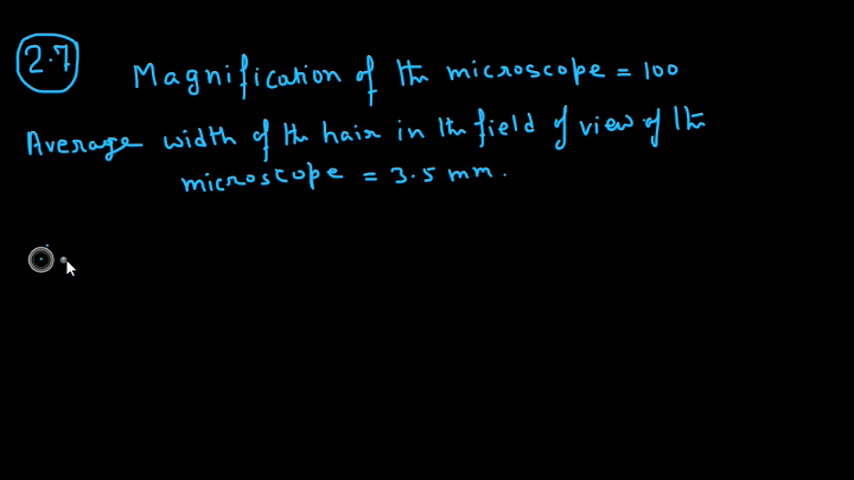 2.7
Magnification of the microscope = 100
Average width of the hair in the field of view of the
microscope = 3.5 mm.